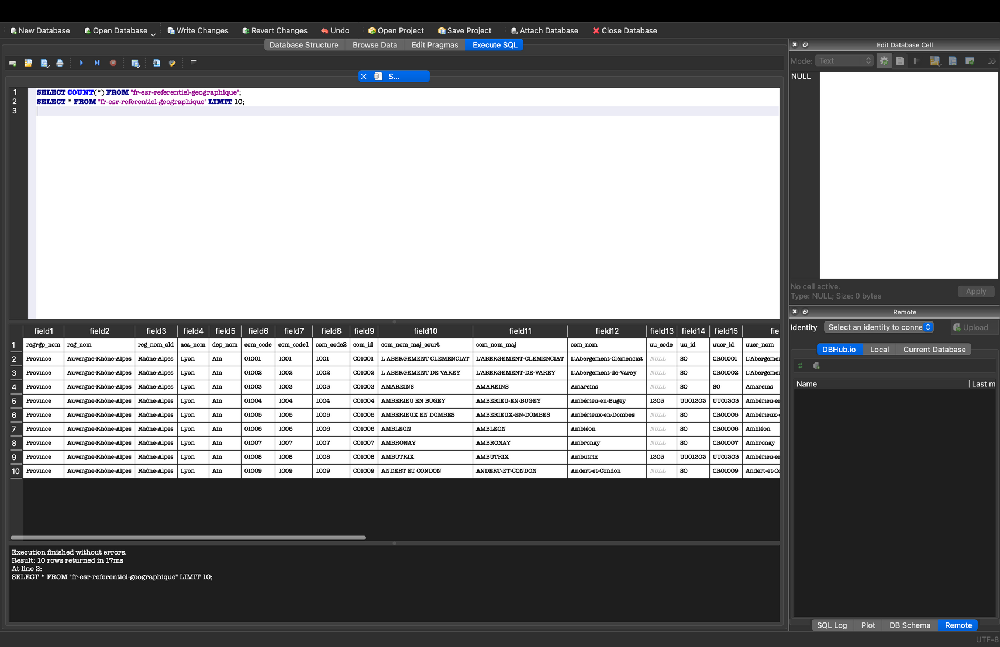 New Database Open Database Write Changes Revert Changes Undo Open Project Save Project Attach Database Close Database
Database Structure Browse Data Edit Pragmas Execute SQL
S...
1 SELECT COUNT(*) FROM "fr-esr-referentiel-geographique";
2 SELECT * FROM "fr-esr-referentiel-geographique" LIMIT 10;
3
field1 field2 field3 field4 field5 field6 field7 field8 field9 field10 field11 field12 field13 field14 field15 fie
1 regrgp_nom reg_nom reg_nom_old aca_nom dep_nom com_code com_code1 com_code2 com_id com_nom_maj_court com_nom_maj com_nom uu_code uu_id uucr_id uucr_nom
2 Province Auvergne-Rhône-Alpes Rhône-Alpes Lyon Ain 01001 1001 1001 C01001 L ABERGEMENT CLEMENCIAT L'ABERGEMENT-CLEMENCIAT L'Abergement-Clémenciat NULL SO CR01001 L'Abergeme
3 Province Auvergne-Rhône-Alpes Rhône-Alpes Lyon Ain 01002 1002 1002 C01002 L ABERGEMENT DE VAREY L'ABERGEMENT-DE-VAREY L'Abergement-de-Varey NULL SO CR01002 L'Abergeme
4 Province Auvergne-Rhône-Alpes Rhône-Alpes Lyon Ain 01003 1003 1003 C01003 AMAREINS AMAREINS Amareins NULL SO SO Amareins
5 Province Auvergne-Rhône-Alpes Rhône-Alpes Lyon Ain 01004 1004 1004 C01004 AMBERIEU EN BUGEY AMBERIEU-EN-BUGEY Ambérieu-en-Bugey 1303 UU01303 UU01303 Ambérieu-e
6 Province Auvergne-Rhône-Alpes Rhône-Alpes Lyon Ain 01005 1005 1005 C01005 AMBERIEUX EN DOMBES AMBERIEUX-EN-DOMBES Ambérieux-en-Dombes NULL SO CR01005 Ambérieux-
7 Province Auvergne-Rhône-Alpes Rhône-Alpes Lyon Ain 01006 1006 1006 C01006 AMBLEON AMBLEON Ambléon NULL SO CR01006 Ambléon
8 Province Auvergne-Rhône-Alpes Rhône-Alpes Lyon Ain 01007 1007 1007 C01007 AMBRONAY AMBRONAY Ambronay NULL SO CR01007 Ambronay
9 Province Auvergne-Rhône-Alpes Rhône-Alpes Lyon Ain 01008 1008 1008 C01008 AMBUTRIX AMBUTRIX Ambutrix 1303 UU01303 UU01303 Ambérieu-e
10 Province Auvergne-Rhône-Alpes Rhône-Alpes Lyon Ain 01009 1009 1009 C01009 ANDERT ET CONDON ANDERT-ET-CONDON Andert-et-Condon NULL SO CR01009 Andert-et-C
Execution finished without errors.
Result: 10 rows returned in 17ms
At line 2:
SELECT * FROM "fr-esr-referentiel-geographique" LIMIT 10;
Edit Database Cell
Mode: Text
NULL
No cell active.
Type: NULL; Size: 0 bytes
Apply
Remote
Identity Select an identity to conne Upload
DBHub.io Local Current Database
Name Last m
SQL Log Plot DB Schema Remote
UTF-8